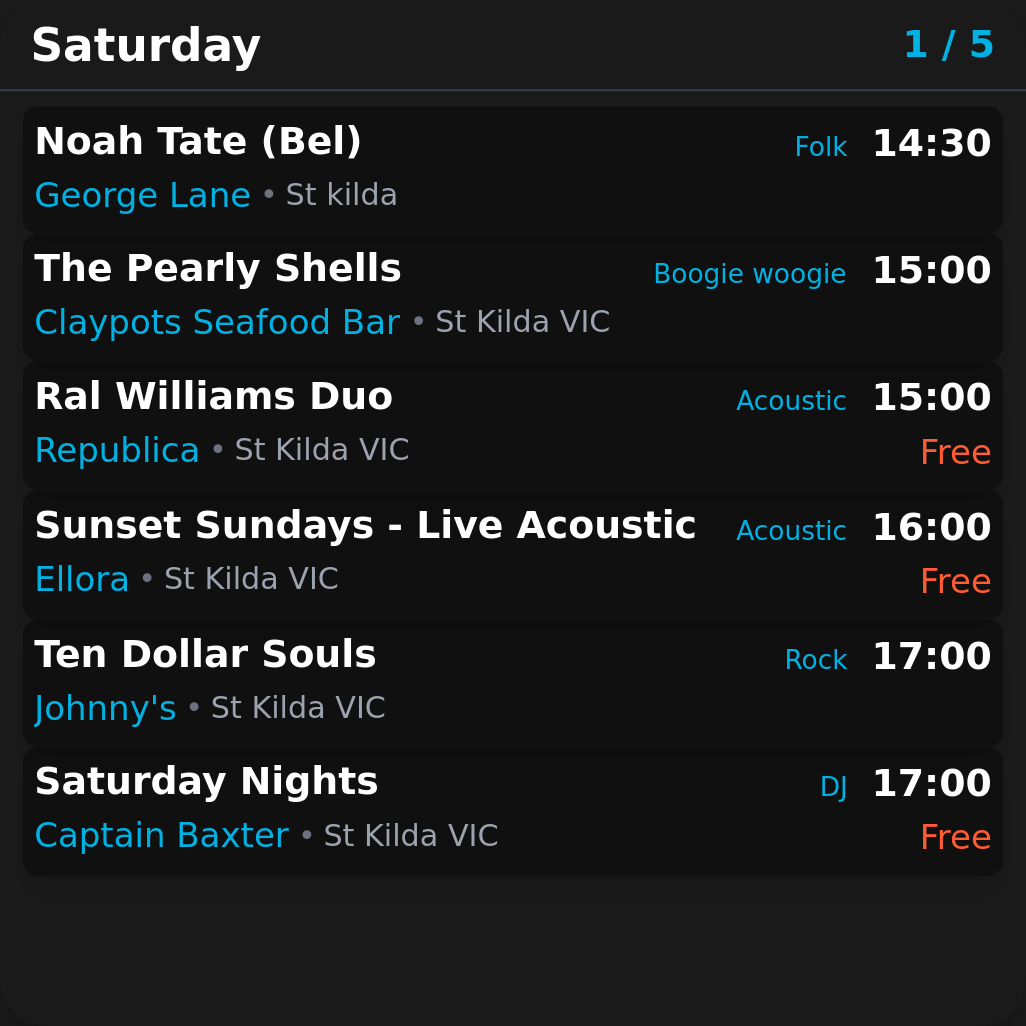 Saturday 1 / 5
Noah Tate (Bel) Folk 14:30
George Lane • St kilda
The Pearly Shells Boogie woogie 15:00
Claypots Seafood Bar • St Kilda VIC
Ral Williams Duo Acoustic 15:00
Republica • St Kilda VIC Free
Sunset Sundays - Live Acoustic Acoustic 16:00
Ellora • St Kilda VIC Free
Ten Dollar Souls Rock 17:00
Johnny's • St Kilda VIC
Saturday Nights DJ 17:00
Captain Baxter • St Kilda VIC Free